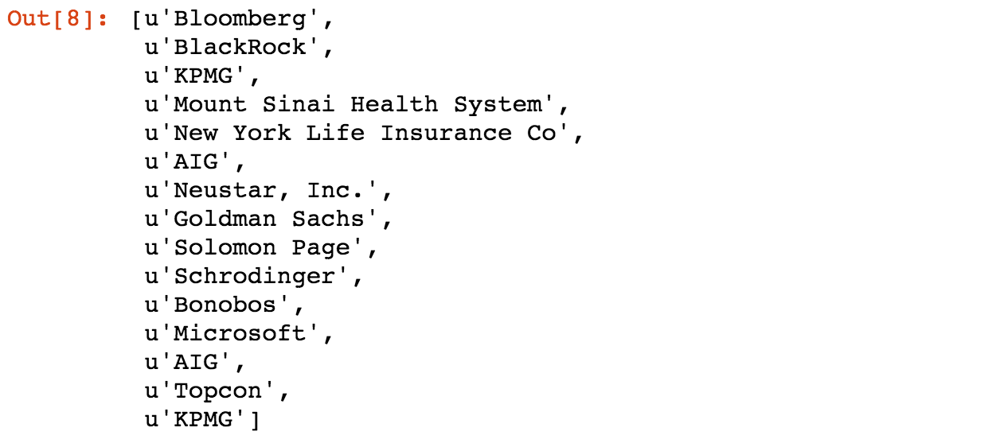 Out[8]: [u'Bloomberg',
u'BlackRock',
u'KPMG',
u'Mount Sinai Health System',
u'New York Life Insurance Co',
u'AIG',
u'Neustar, Inc.',
u'Goldman Sachs',
u'Solomon Page',
u'Schrodinger',
u'Bonobos',
u'Microsoft',
u'AIG',
u'Topcon',
u'KPMG']